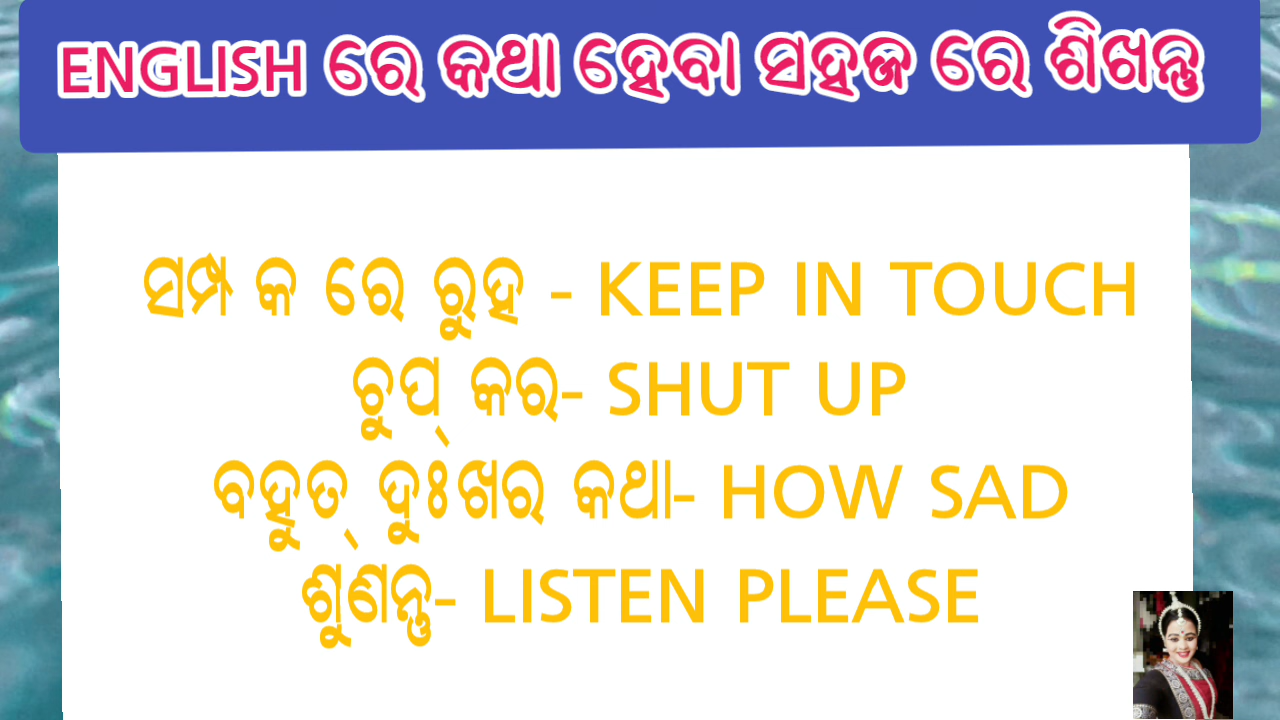 ENGLISH ରେ କଥା ହେବା ସହଜ ରେ ଶିଖନ୍ତୁ
ସମ୍ପ କ ରେ ରୁହ - KEEP IN TOUCH
ଚୁପ୍ କର- SHUT UP
ବହୁତ୍ ଦୁଃଖର କଥା- HOW SAD
ଶୁଣନ୍ତୁ- LISTEN PLEASE